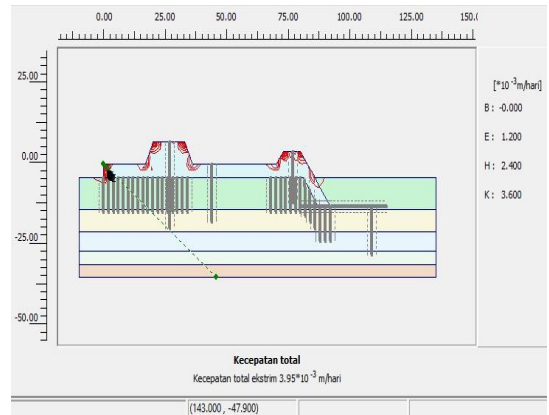 0.00 25.00 50.00 75.00 100.00 125.00 150.(
25.00
0.00
-25.00
-50.00
[*10 -3 m/hari]
B : -0.000
E : 1.200
H : 2.400
K : 3.600
Kecepatan total
Kecepatan total ekstrim 3.95*10 -3 m/hari
(143.000 , -47.900)